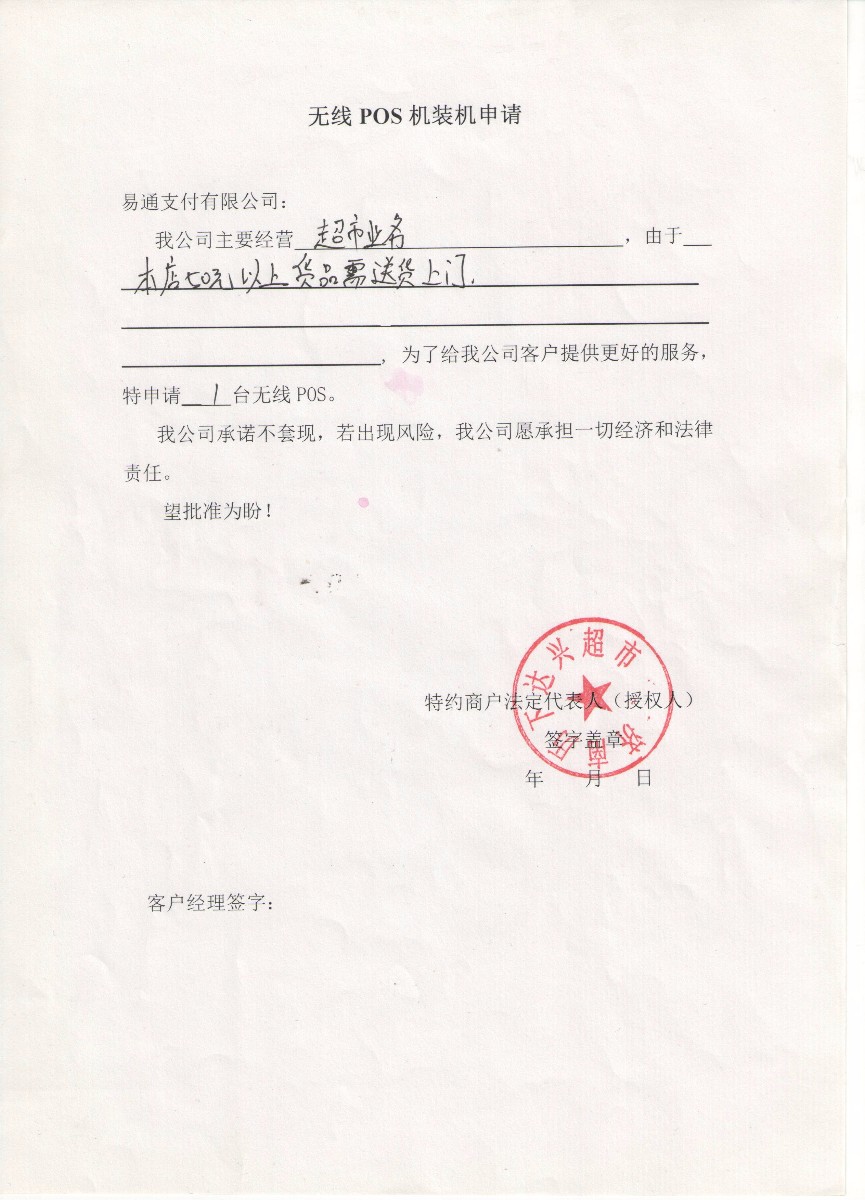 无线 POS 机装机申请
易通支付有限公司：
我公司主要经营 超市业务 ，由于
本店50元以上货品需送货上门.
，为了给我公司客户提供更好的服务，
特申请 1 台无线 POS。
我公司承诺不套现，若出现风险，我公司愿承担一切经济和法律
责任。
望批准为盼！
达兴超市
特约商户法定代表人（授权人）
签字盖章
年 月 日
客户经理签字：